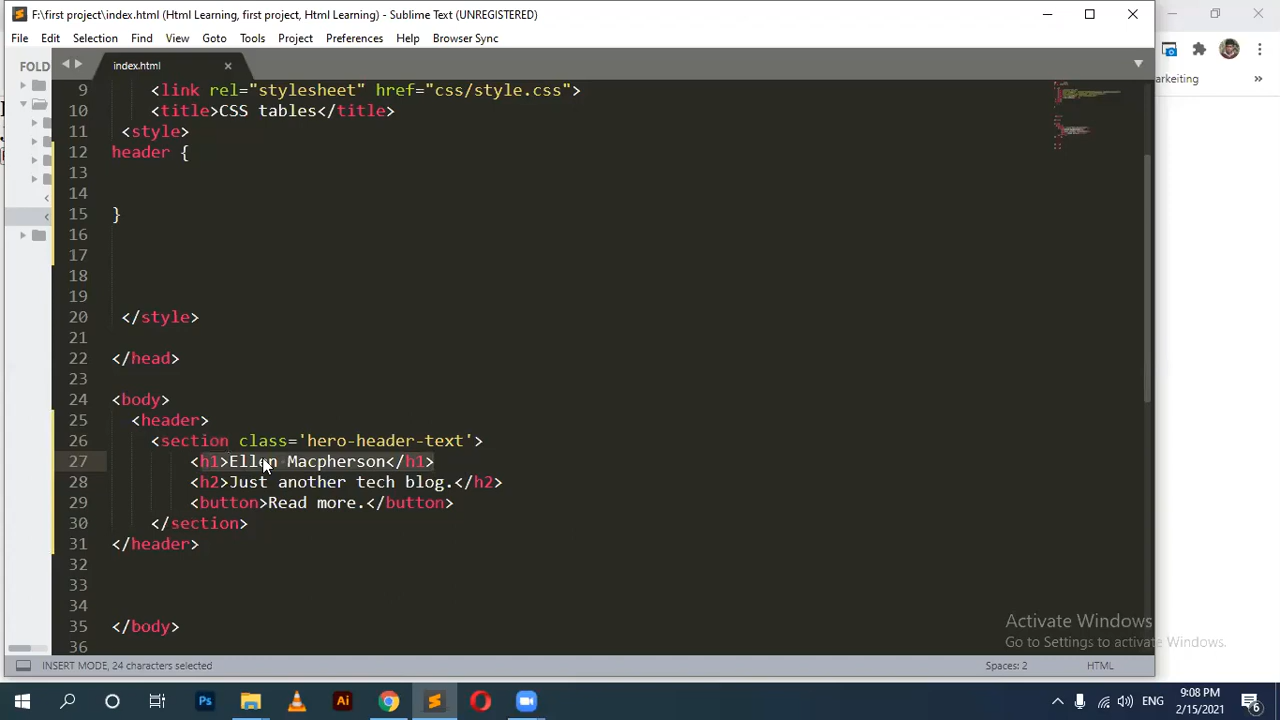 F:\first project\index.html (Html Learning, first project, Html Learning) - Sublime Text (UNREGISTERED)
File Edit Selection Find View Goto Tools Project Preferences Help Browser Sync
FOLD
index.html
arkeiting
9 <link rel="stylesheet" href="css/style.css">
10 <title>CSS tables</title>
11 <style>
12 header {
13
14
15 }
16
17
18
19
20 </style>
21
22 </head>
23
24 <body>
25 <header>
26 <section class='hero-header-text'>
27 <h1>Ellen Macpherson</h1>
28 <h2>Just another tech blog.</h2>
29 <button>Read more.</button>
30 </section>
31 </header>
32
33
34
35 </body>
36
Activate Windows
Go to Settings to activate Windows.
INSERT MODE, 24 characters selected
Spaces: 2
HTML
Ps
Ai
ENG
9:08 PM
2/15/2021
6